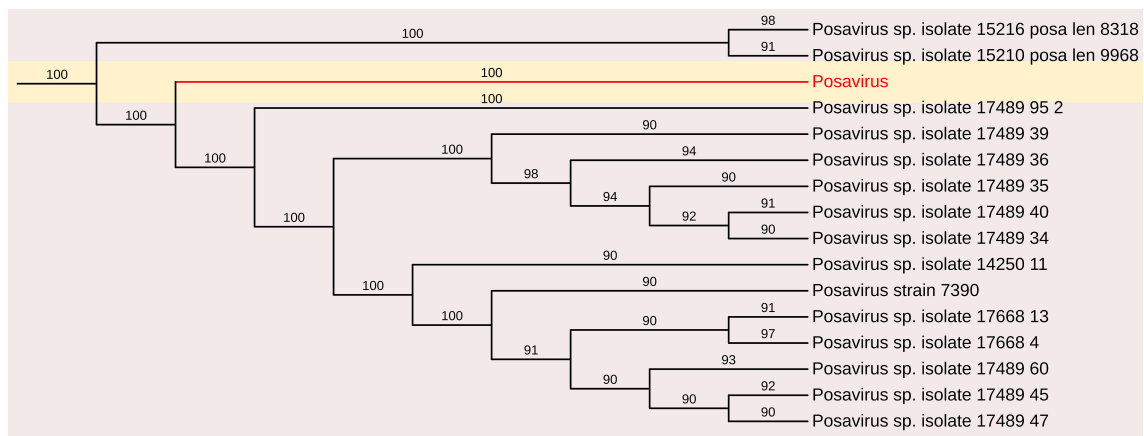 98
Posavirus sp. isolate 15216 posa len 8318
100
91
Posavirus sp. isolate 15210 posa len 9968
100
100
Posavirus
100
100
Posavirus sp. isolate 17489 95 2
90
Posavirus sp. isolate 17489 39
100
100
94
Posavirus sp. isolate 17489 36
98
90
Posavirus sp. isolate 17489 35
94
91
Posavirus sp. isolate 17489 40
100
92
90
Posavirus sp. isolate 17489 34
90
Posavirus sp. isolate 14250 11
100
90
Posavirus strain 7390
100
91
Posavirus sp. isolate 17668 13
90
97
Posavirus sp. isolate 17668 4
91
93
Posavirus sp. isolate 17489 60
90
92
Posavirus sp. isolate 17489 45
90
90
Posavirus sp. isolate 17489 47